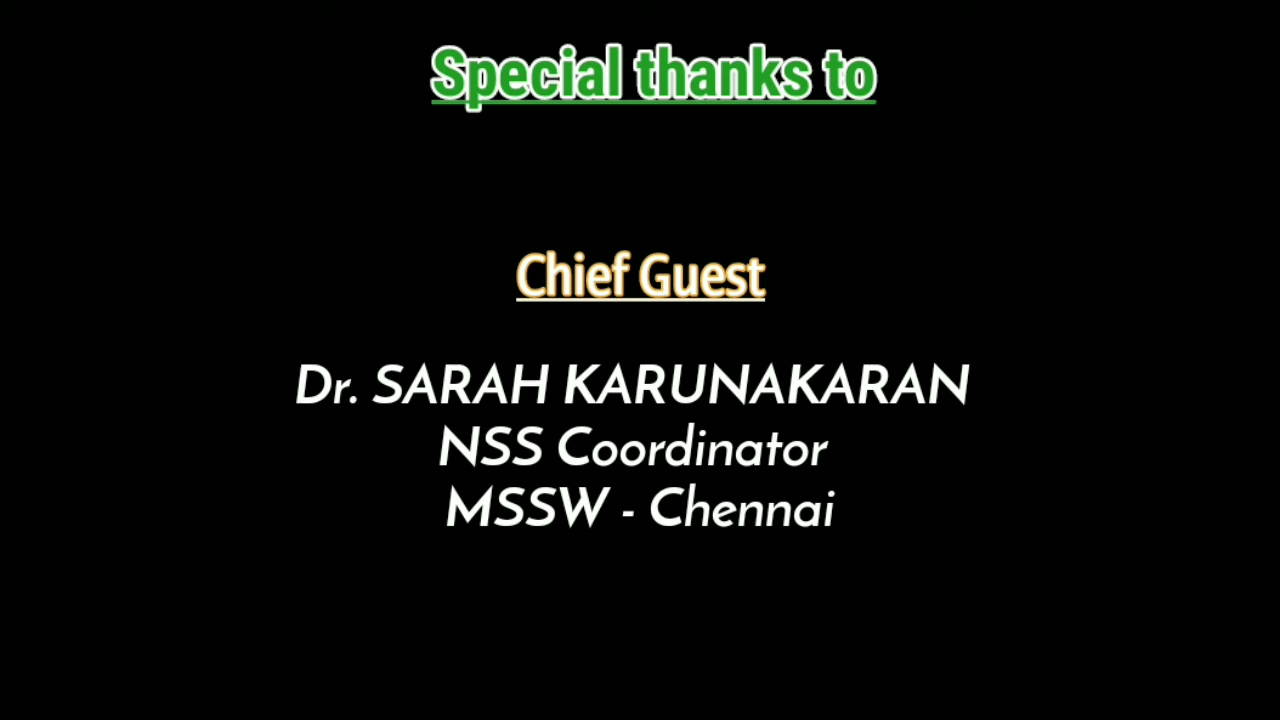 Special thanks to
Chief Guest
Dr. SARAH KARUNAKARAN
NSS Coordinator
MSSW - Chennai